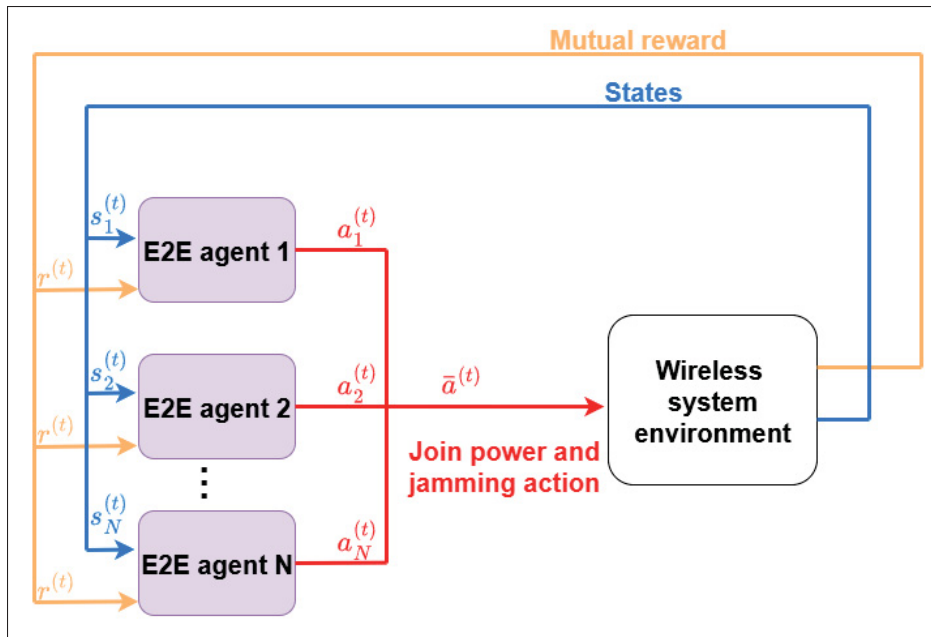 Mutual reward
States
s_1^{(t)}
E2E agent 1
a_1^{(t)}
r^{(t)}
s_2^{(t)}
E2E agent 2
a_2^{(t)}
\bar{a}^{(t)}
Wireless
system
environment
r^{(t)}
Join power and
jamming action
s_N^{(t)}
E2E agent N
a_N^{(t)}
r^{(t)}